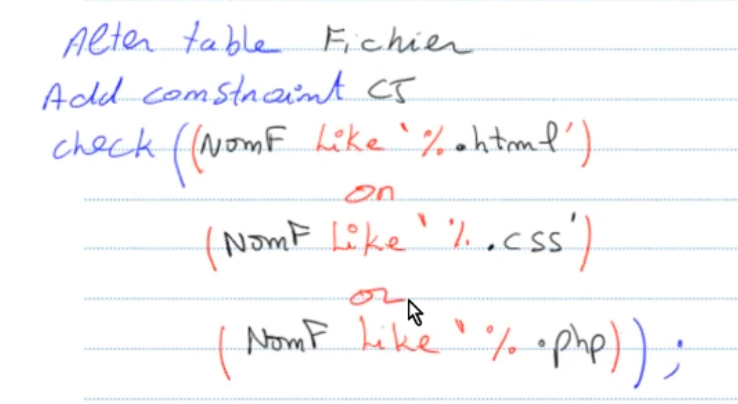 Alter table Fichier
Add constraint CJ
check ((NomF Like '%.html')
or
(NomF Like '%.css')
or
(NomF Like '%.php));